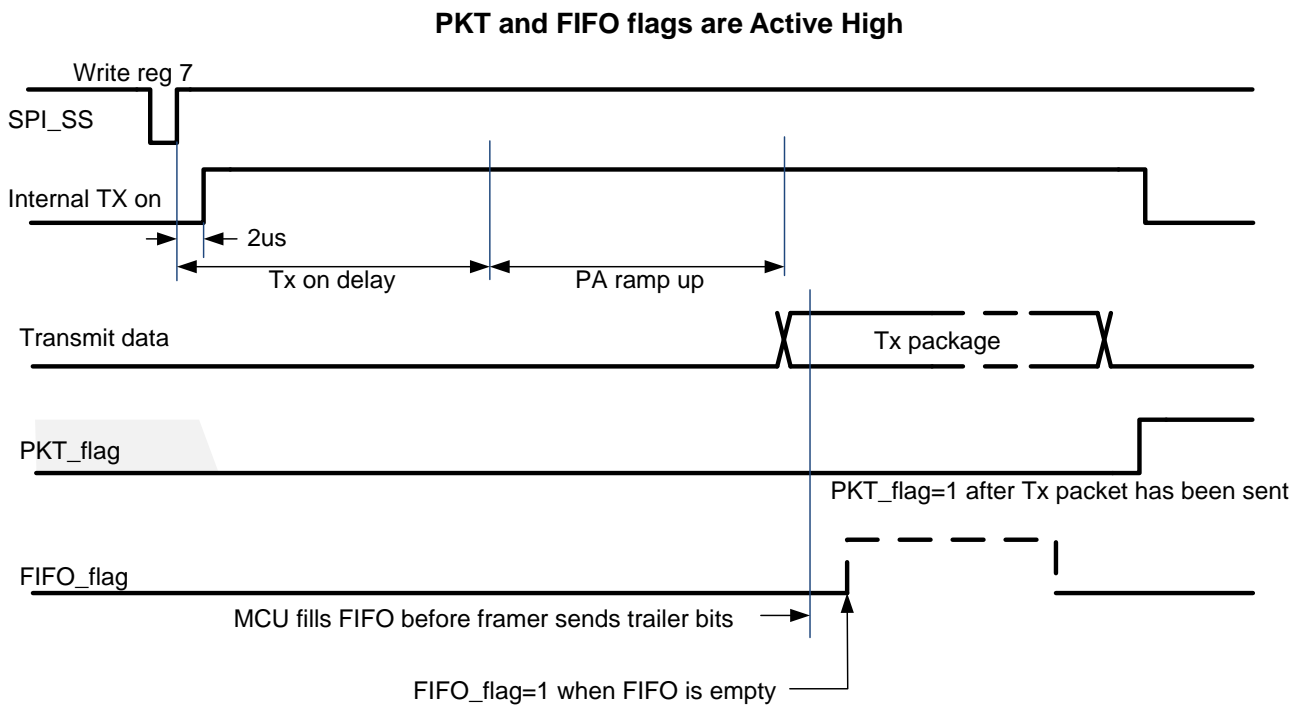 PKT and FIFO flags are Active High
Write reg 7
SPI_SS
Internal TX on
2us
Tx on delay
PA ramp up
Transmit data
Tx package
PKT_flag
PKT_flag=1 after Tx packet has been sent
FIFO_flag
MCU fills FIFO before framer sends trailer bits
FIFO_flag=1 when FIFO is empty